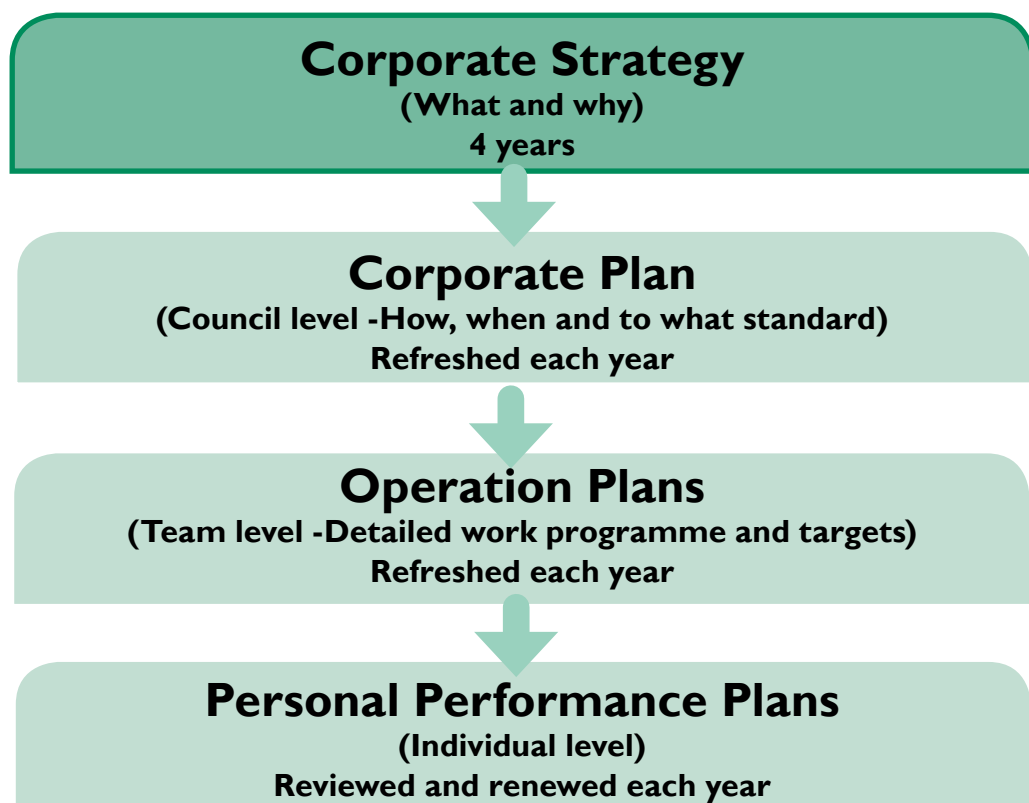 Corporate Strategy
(What and why)
4 years
Corporate Plan
(Council level -How, when and to what standard)
Refreshed each year
Operation Plans
(Team level -Detailed work programme and targets)
Refreshed each year
Personal Performance Plans
(Individual level)
Reviewed and renewed each year